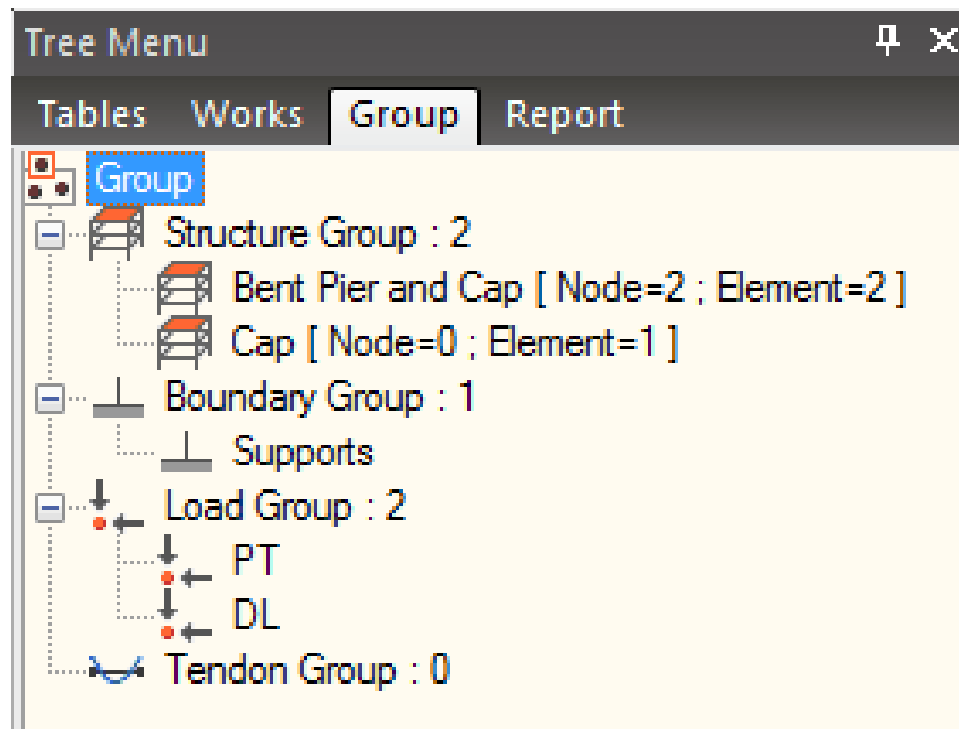 Tree Menu
Tables Works Group Report
Group
Structure Group : 2
Bent Pier and Cap [ Node=2 ; Element=2 ]
Cap [ Node=0 ; Element=1 ]
Boundary Group : 1
Supports
Load Group : 2
PT
DL
Tendon Group : 0